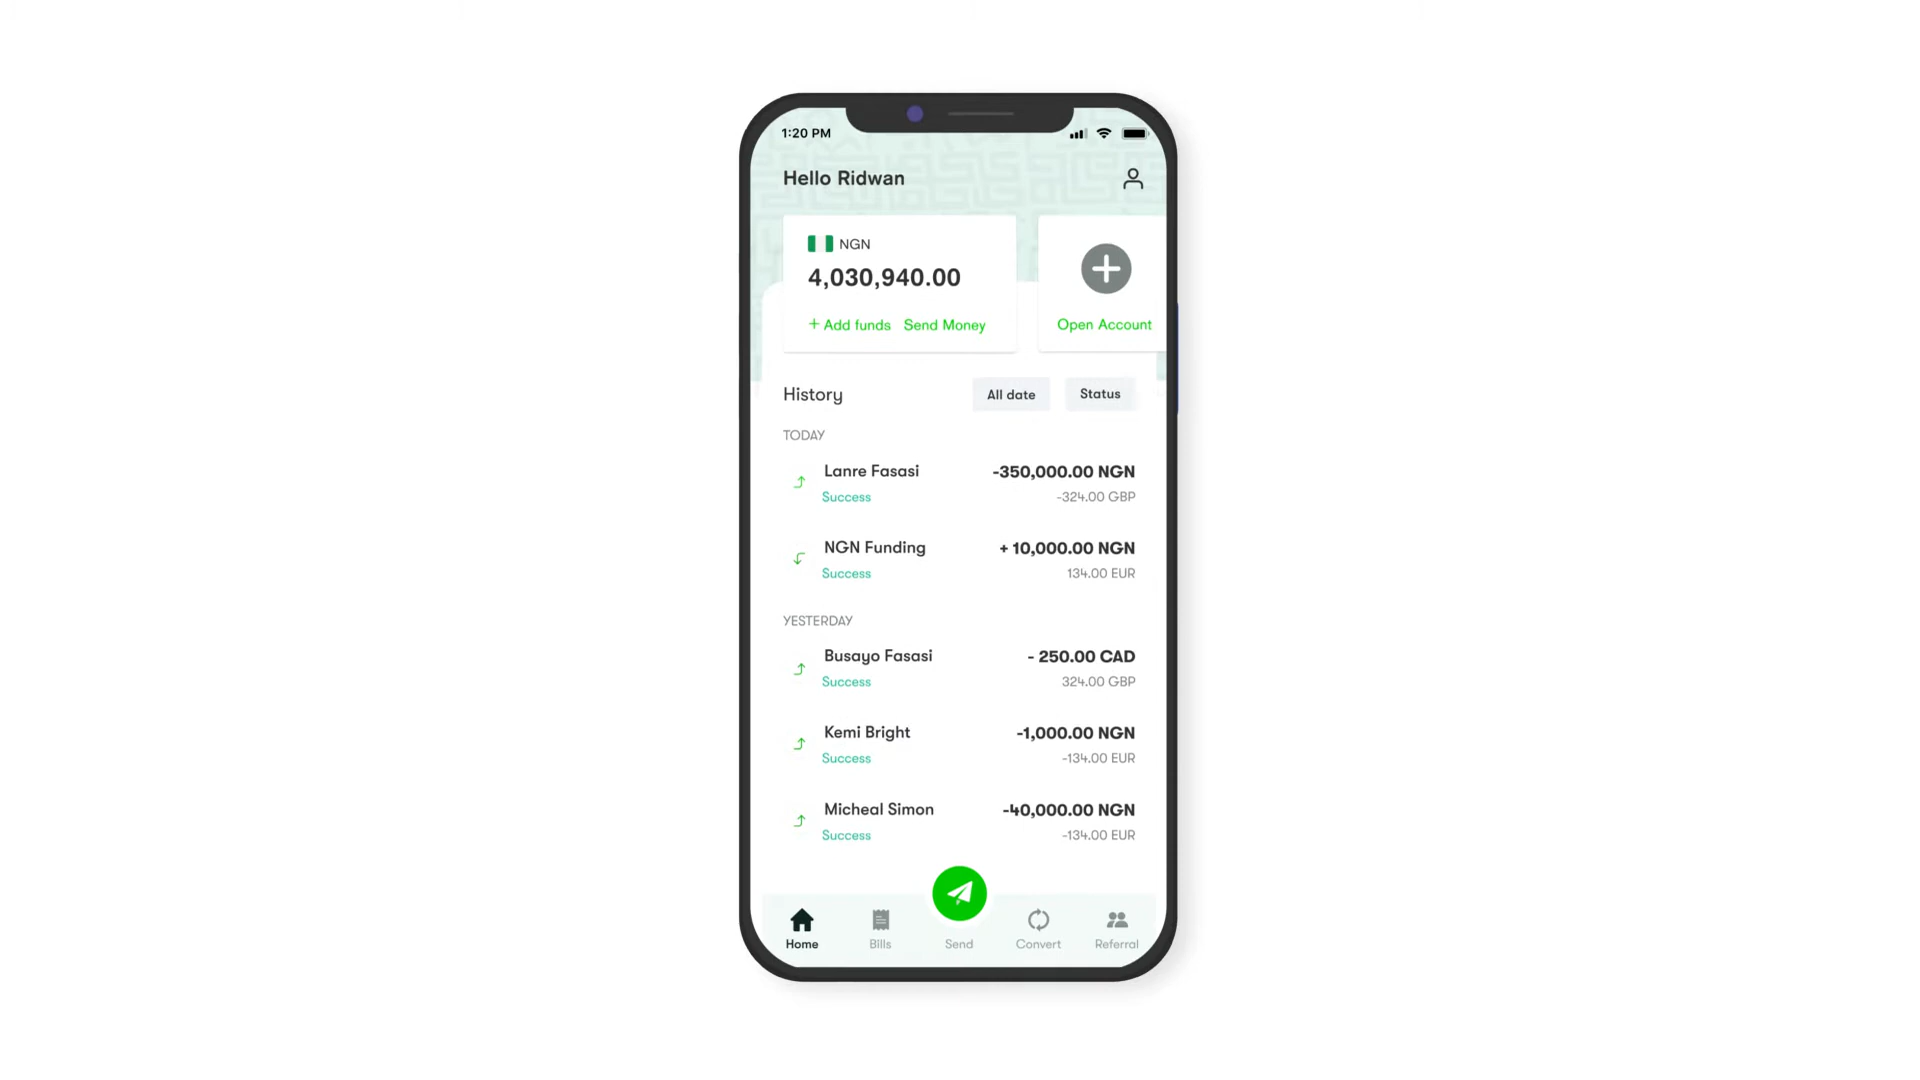 1:20 PM
Hello Ridwan
NGN
4,030,940.00
+ Add funds Send Money
Open Account
History
All date
Status
TODAY
Lanre Fasasi
-350,000.00 NGN
Success
-324.00 GBP
NGN Funding
+ 10,000.00 NGN
Success
134.00 EUR
YESTERDAY
Busayo Fasasi
- 250.00 CAD
Success
324.00 GBP
Kemi Bright
-1,000.00 NGN
Success
-134.00 EUR
Micheal Simon
-40,000.00 NGN
Success
-134.00 EUR
Home
Bills
Send
Convert
Referral